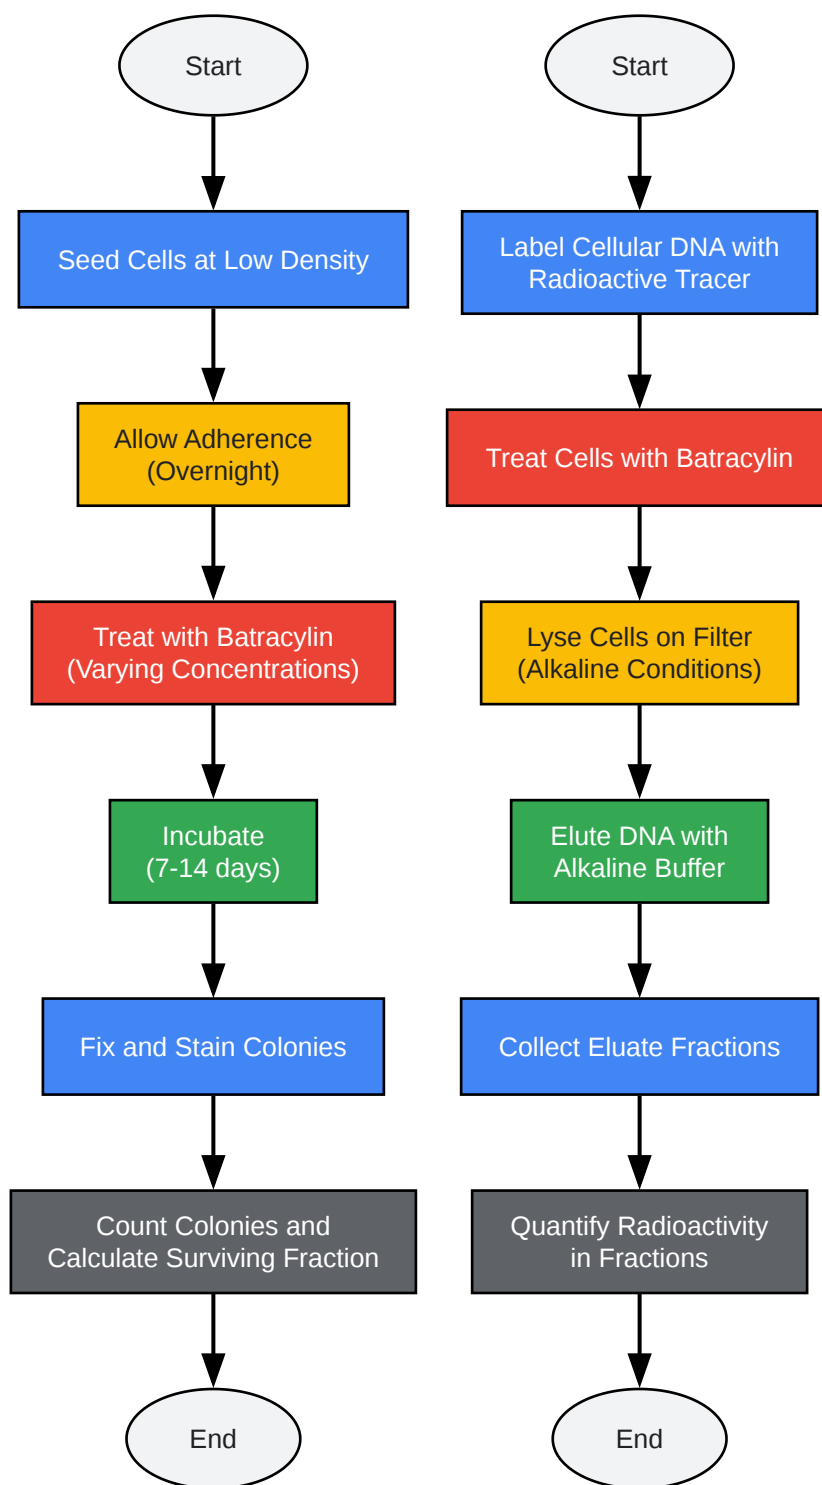 Start
Seed Cells at Low Density
Allow Adherence
(Overnight)
Treat with Batracylin
(Varying Concentrations)
Incubate
(7-14 days)
Fix and Stain Colonies
Count Colonies and
Calculate Surviving Fraction
End
Start
Label Cellular DNA with
Radioactive Tracer
Treat Cells with Batracylin
Lyse Cells on Filter
(Alkaline Conditions)
Elute DNA with
Alkaline Buffer
Collect Eluate Fractions
Quantify Radioactivity
in Fractions
End